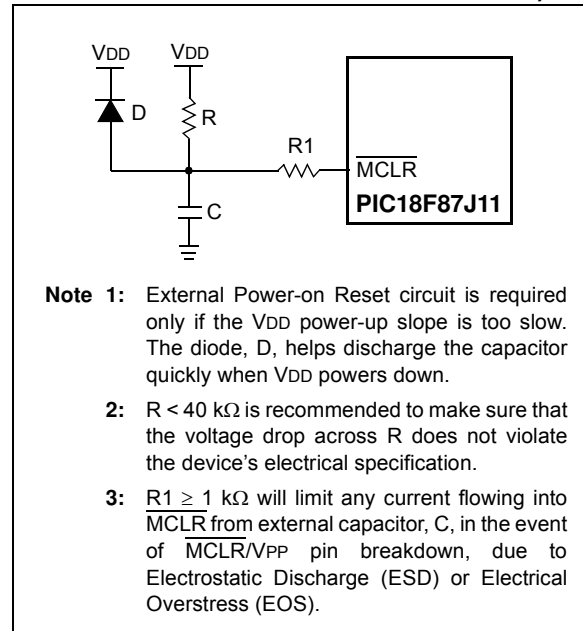 VDD VDD
D
R
R1
MCLR
PIC18F87J11
C
Note 1: External Power-on Reset circuit is required
only if the VDD power-up slope is too slow.
The diode, D, helps discharge the capacitor
quickly when VDD powers down.
2: R < 40 kΩ is recommended to make sure that
the voltage drop across R does not violate
the device's electrical specification.
3: R1 ≥ 1 kΩ will limit any current flowing into
MCLR from external capacitor, C, in the event
of MCLR/VPP pin breakdown, due to
Electrostatic Discharge (ESD) or Electrical
Overstress (EOS).